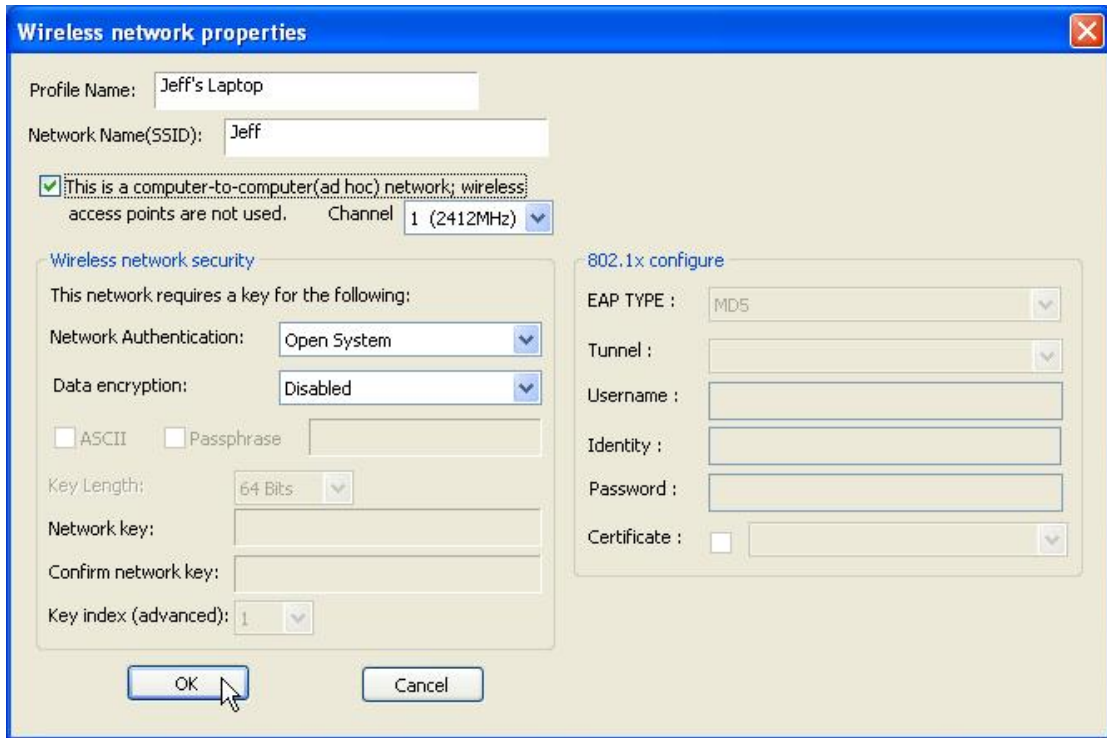 Wireless network properties
Profile Name: Jeff's Laptop
Network Name(SSID): Jeff
This is a computer-to-computer(ad hoc) network; wireless
access points are not used. Channel 1 (2412MHz)
Wireless network security
This network requires a key for the following:
Network Authentication: Open System
Data encryption: Disabled
ASCII Passphrase
Key Length: 64 Bits
Network key:
Confirm network key:
Key index (advanced): 1
802.1x configure
EAP TYPE : MD5
Tunnel :
Username :
Identity :
Password :
Certificate :
OK Cancel